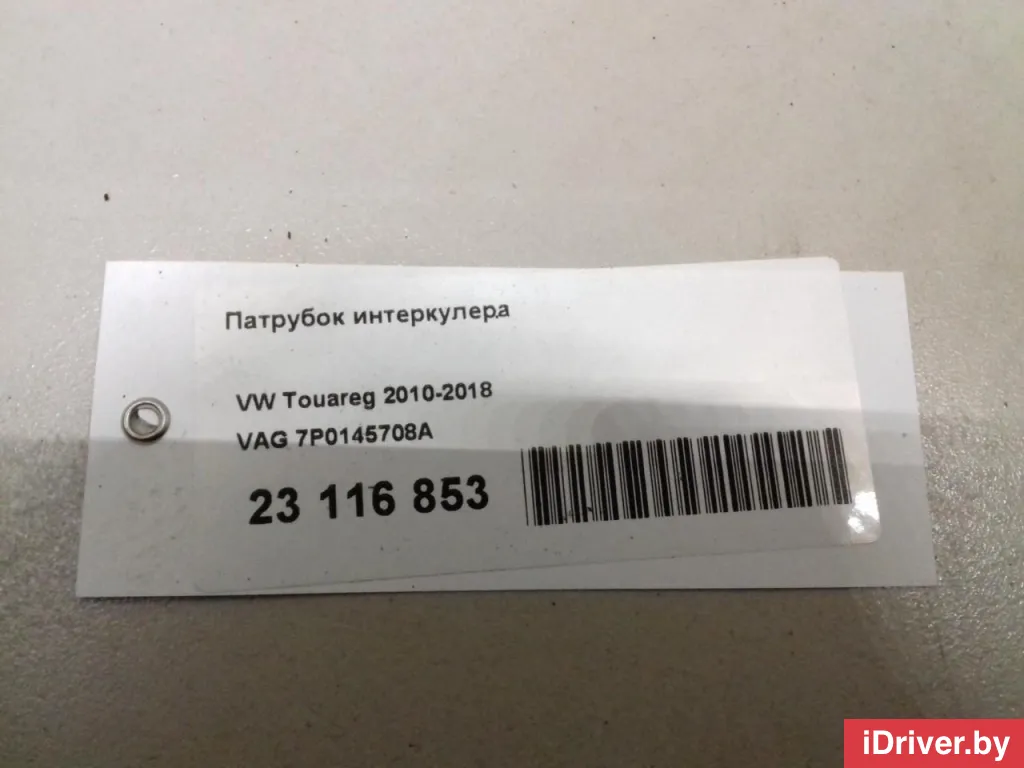 Патрубок интеркулера
VW Touareg 2010-2018
VAG 7P0145708A
23 116 853
iDriver.by